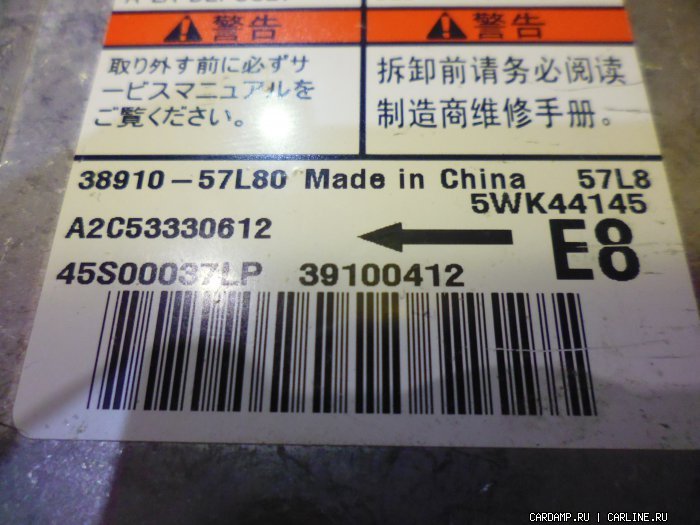 警告
取り外す前に必ずサ
ービスマニュアルを
ご覧ください。
警告
拆卸前请务必阅读
制造商维修手册。
38910-57L80 Made in China 57L8
5WK44145
A2C53330612
E8
45S00037LP 39100412
CARDAMP.RU | CARLINE.RU